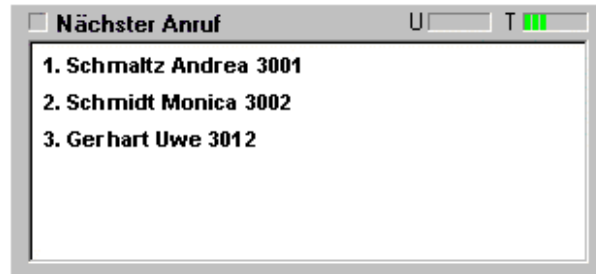 Nächster Anruf U T
1. Schmaltz Andrea 3001
2. Schmidt Monica 3002
3. Gerhart Uwe 3012